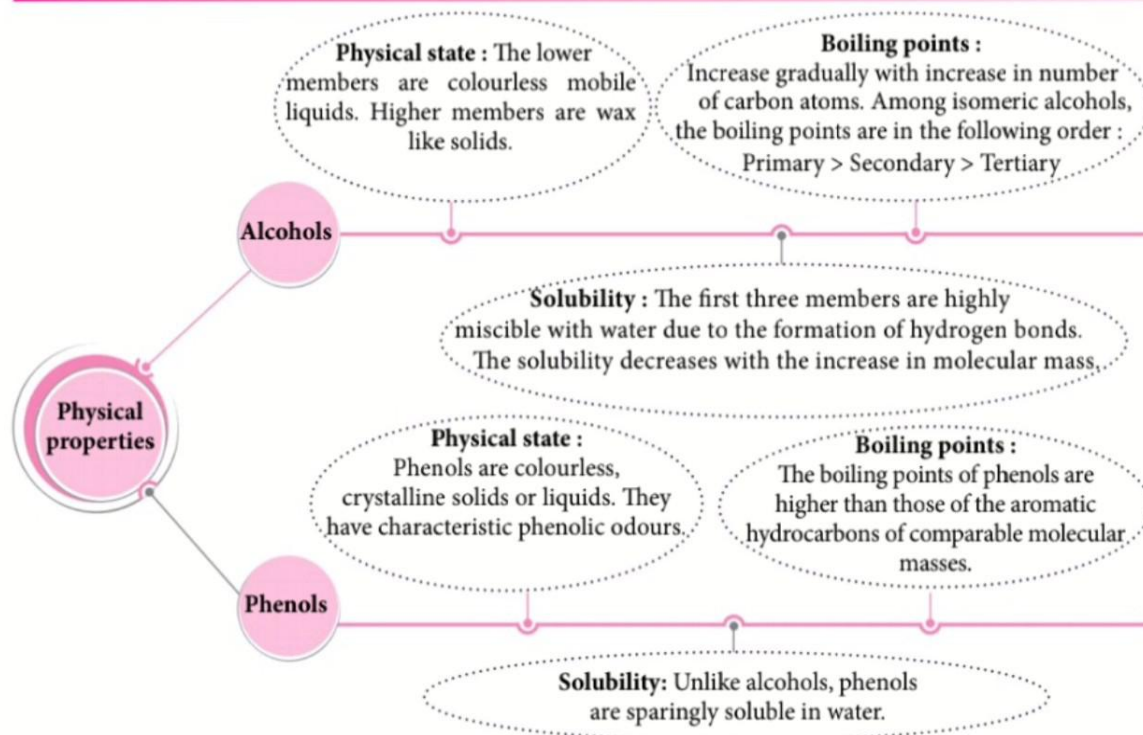 Physical
properties
Alcohols
Physical state : The lower
members are colourless mobile
liquids. Higher members are wax
like solids.
Boiling points :
Increase gradually with increase in number
of carbon atoms. Among isomeric alcohols,
the boiling points are in the following order :
Primary > Secondary > Tertiary
Solubility : The first three members are highly
miscible with water due to the formation of hydrogen bonds.
The solubility decreases with the increase in molecular mass.
Phenols
Physical state :
Phenols are colourless,
crystalline solids or liquids. They
have characteristic phenolic odours.
Boiling points :
The boiling points of phenols are
higher than those of the aromatic
hydrocarbons of comparable molecular
masses.
Solubility: Unlike alcohols, phenols
are sparingly soluble in water.